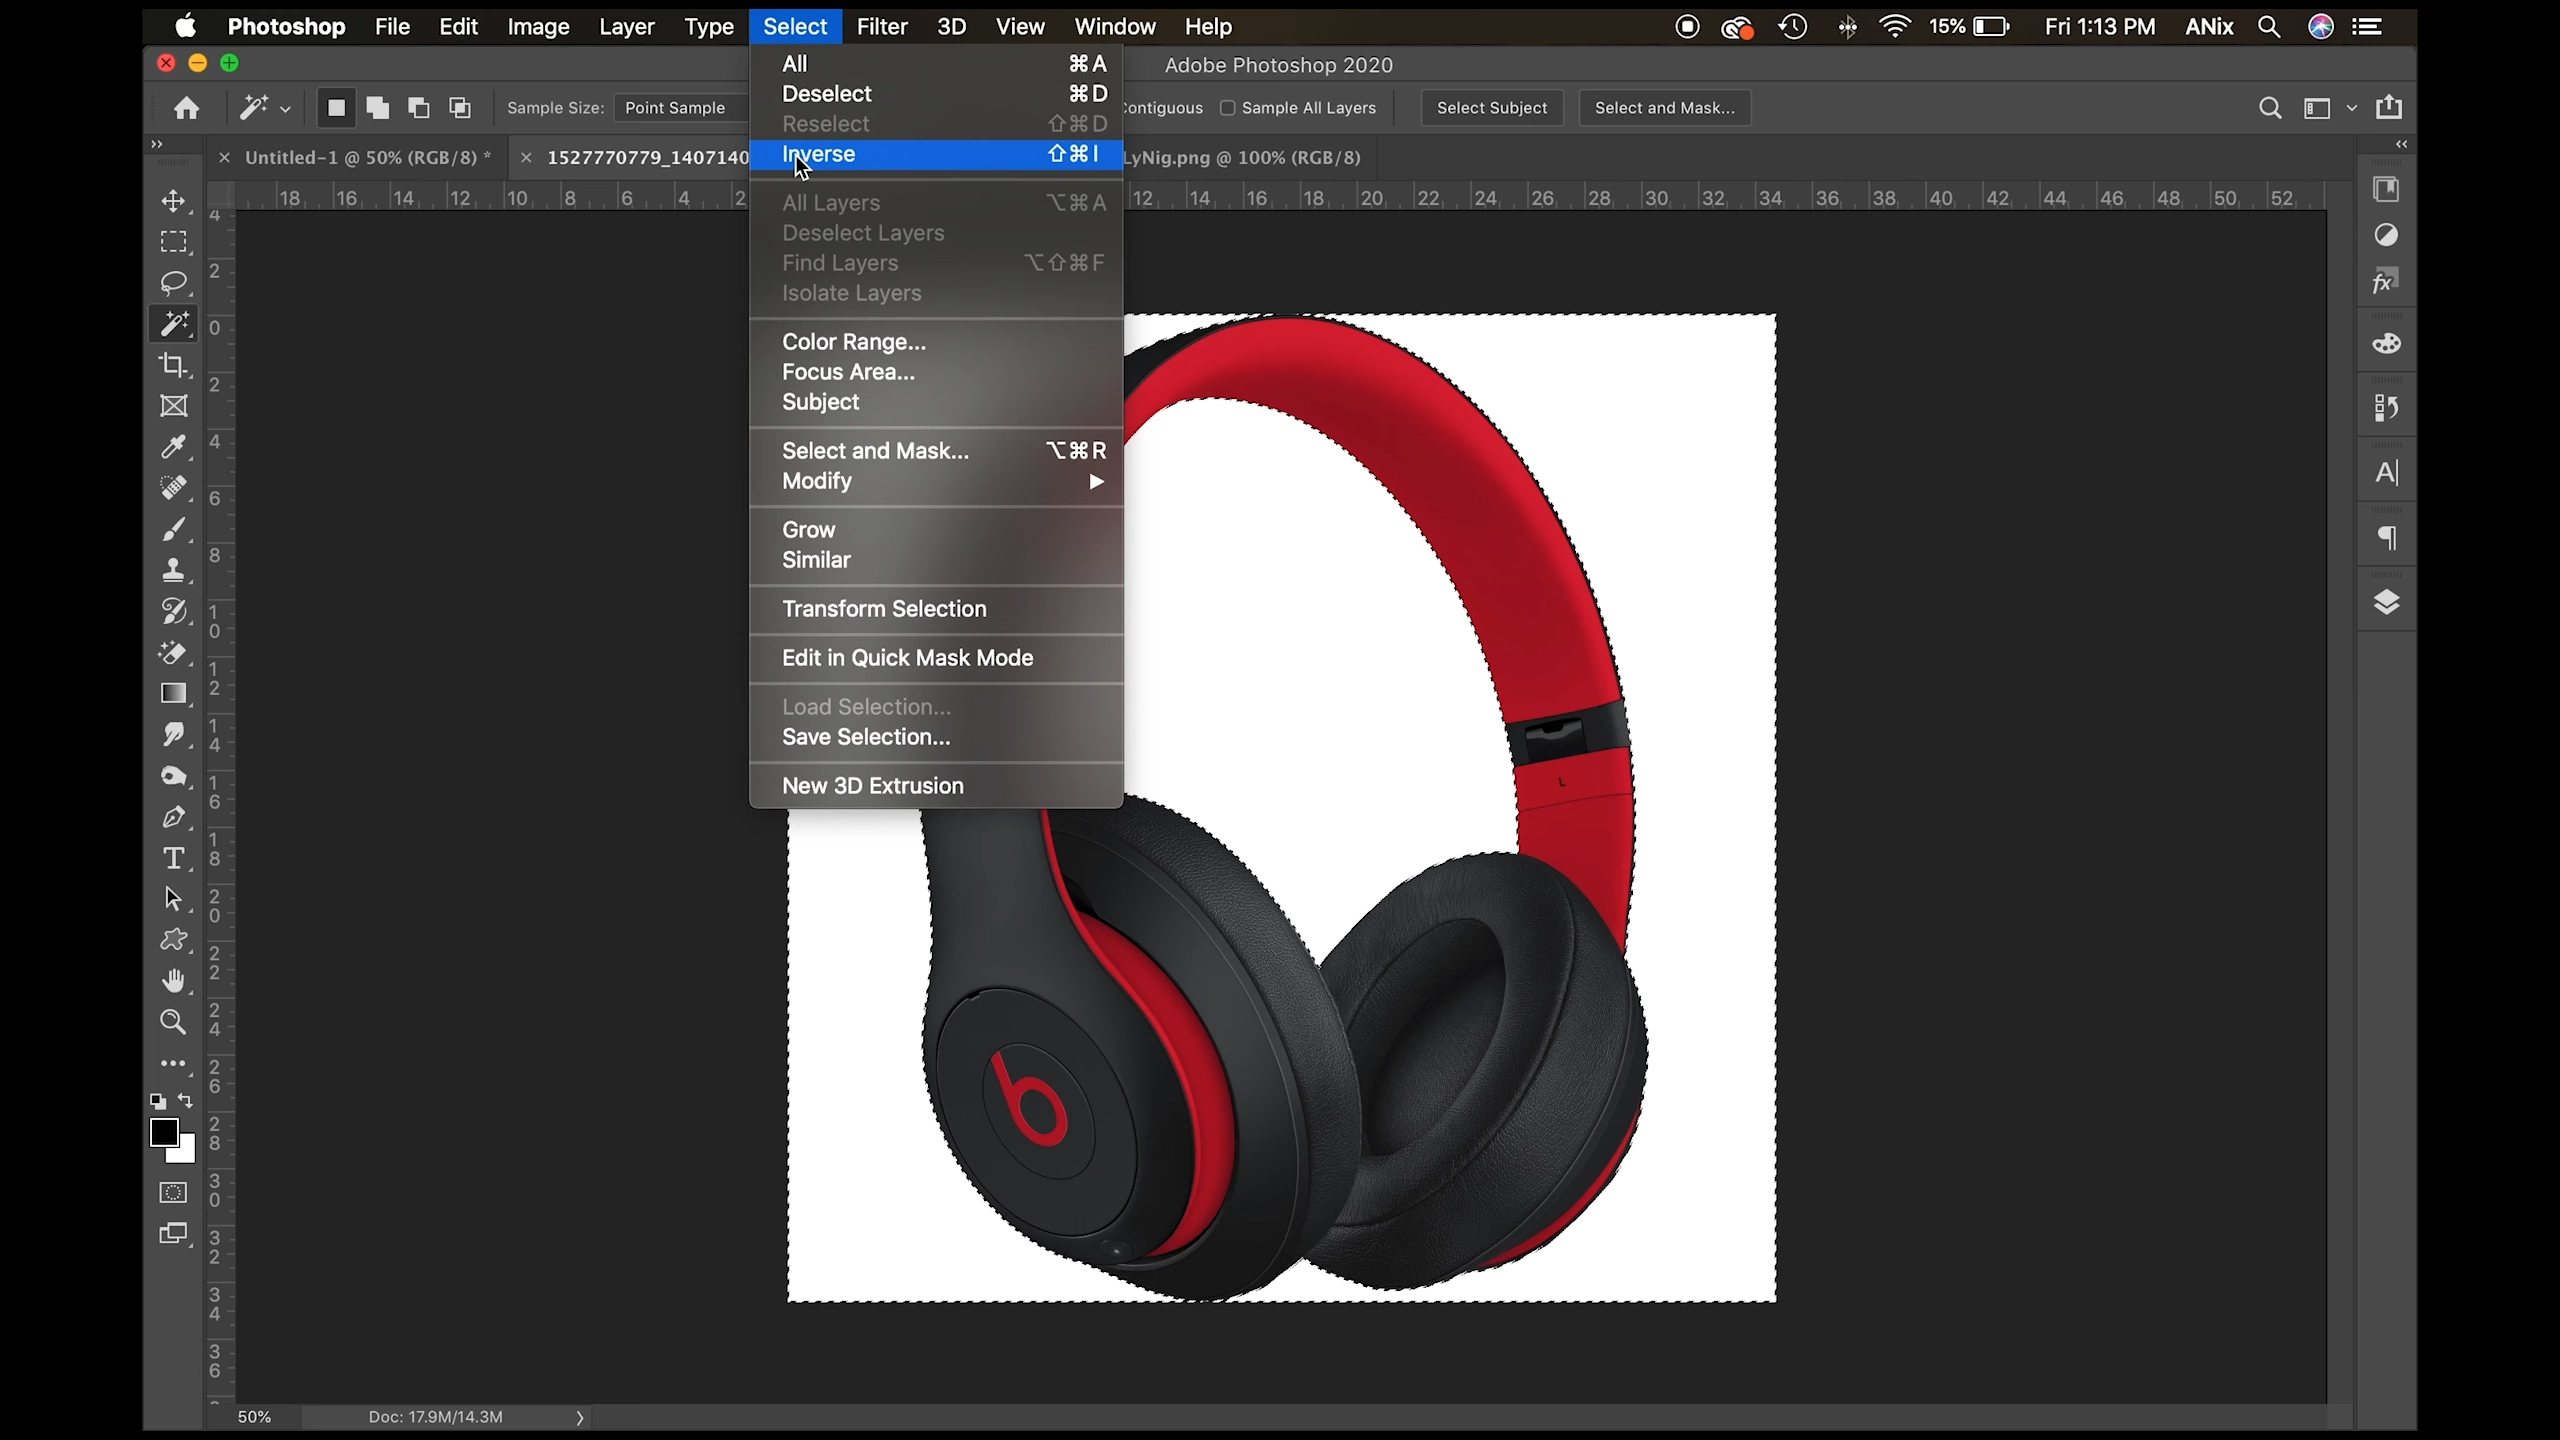 Photoshop File Edit Image Layer Type Select Filter 3D View Window Help 15% Fri 1:13 PM ANix
Adobe Photoshop 2020
Sample Size: Point Sample Contiguous Sample All Layers Select Subject Select and Mask...
Untitled-1 @ 50% (RGB/8) * 1527770779_1407140 LyNig.png @ 100% (RGB/8)
18 16 14 12 10 8 6 4 2 12 14 16 18 20 22 24 26 28 30 32 34 36 38 40 42 44 46 48 50 52
All ⌘A
Deselect ⌘D
Reselect ⇧⌘D
Inverse ⇧⌘I
All Layers ⌥⌘A
Deselect Layers
Find Layers ⌥⇧⌘F
Isolate Layers
Color Range...
Focus Area...
Subject
Select and Mask... ⌥⌘R
Modify
Grow
Similar
Transform Selection
Edit in Quick Mask Mode
Load Selection...
Save Selection...
New 3D Extrusion
4
2
0
2
4
6
8
10
12
14
16
18
20
22
24
26
28
30
32
34
36
L
b
50% Doc: 17.9M/14.3M